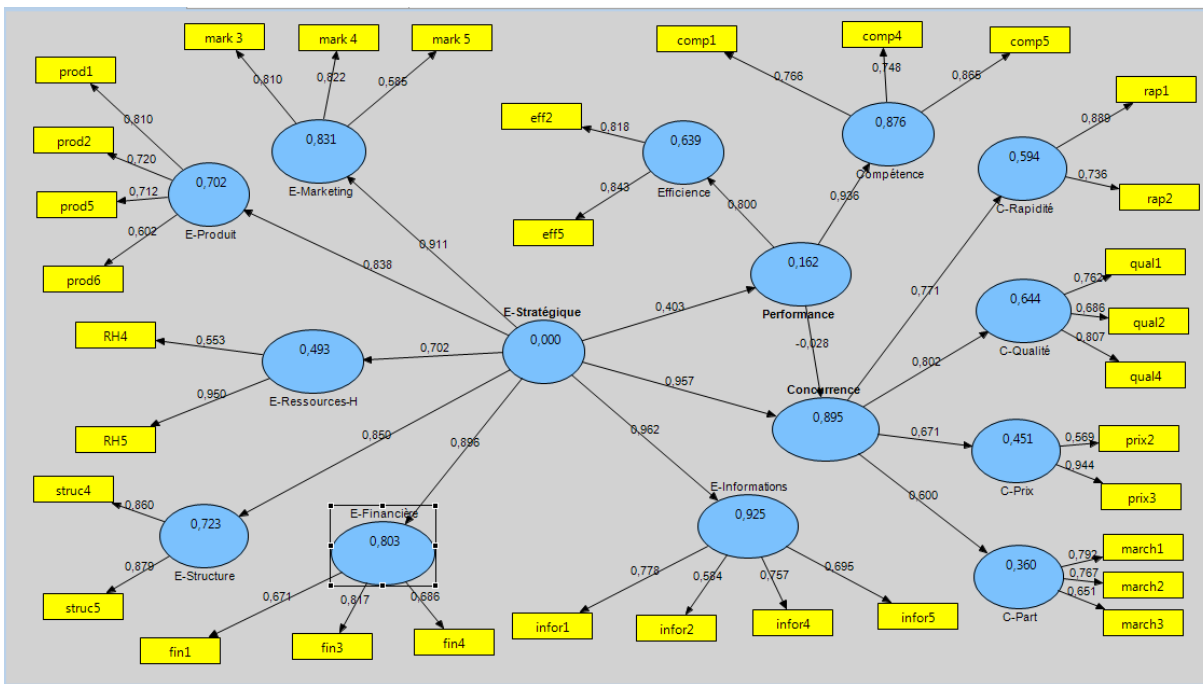 mark 3
mark 4
mark 5
0,810
0,822
0,585
0,831
E-Marketing
prod1
prod2
prod5
prod6
0,810
0,720
0,712
0,602
0,702
E-Produit
comp1
comp4
comp5
0,766
0,748
0,866
0,876
Compétence
eff2
eff5
0,818
0,843
0,639
Efficience
rap1
rap2
0,889
0,736
0,594
C-Rapidité
0,911
0,838
0,800
0,936
0,162
Performance
0,403
-0,028
0,771
qual1
qual2
qual4
0,762
0,686
0,807
0,644
C-Qualité
0,802
E-Stratégique
0,000
RH4
RH5
0,553
0,950
0,493
E-Ressources-H
0,702
0,957
Concurrence
0,895
0,671
prix2
prix3
0,569
0,944
0,451
C-Prix
0,850
0,896
0,962
0,600
struc4
struc5
0,860
0,879
0,723
E-Structure
E-Financière
0,803
fin1
fin3
fin4
0,671
0,817
0,686
E-Informations
0,925
infor1
infor2
infor4
infor5
0,778
0,584
0,757
0,695
march1
march2
march3
0,792
0,767
0,651
0,360
C-Part